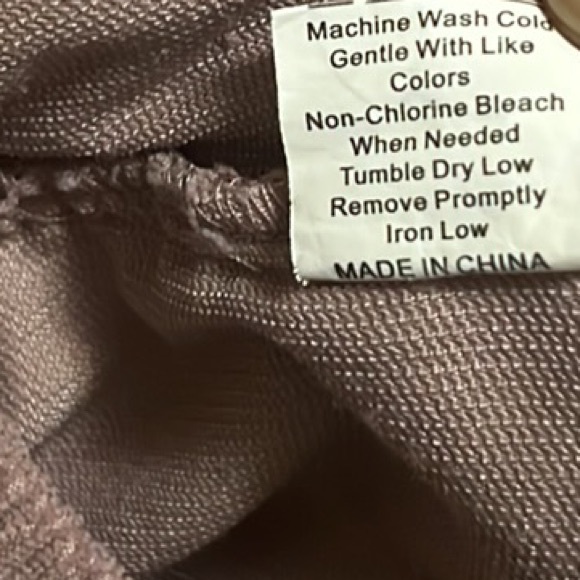 Machine Wash Cold
Gentle With Like
Colors
Non-Chlorine Bleach
When Needed
Tumble Dry Low
Remove Promptly
Iron Low
MADE IN CHINA